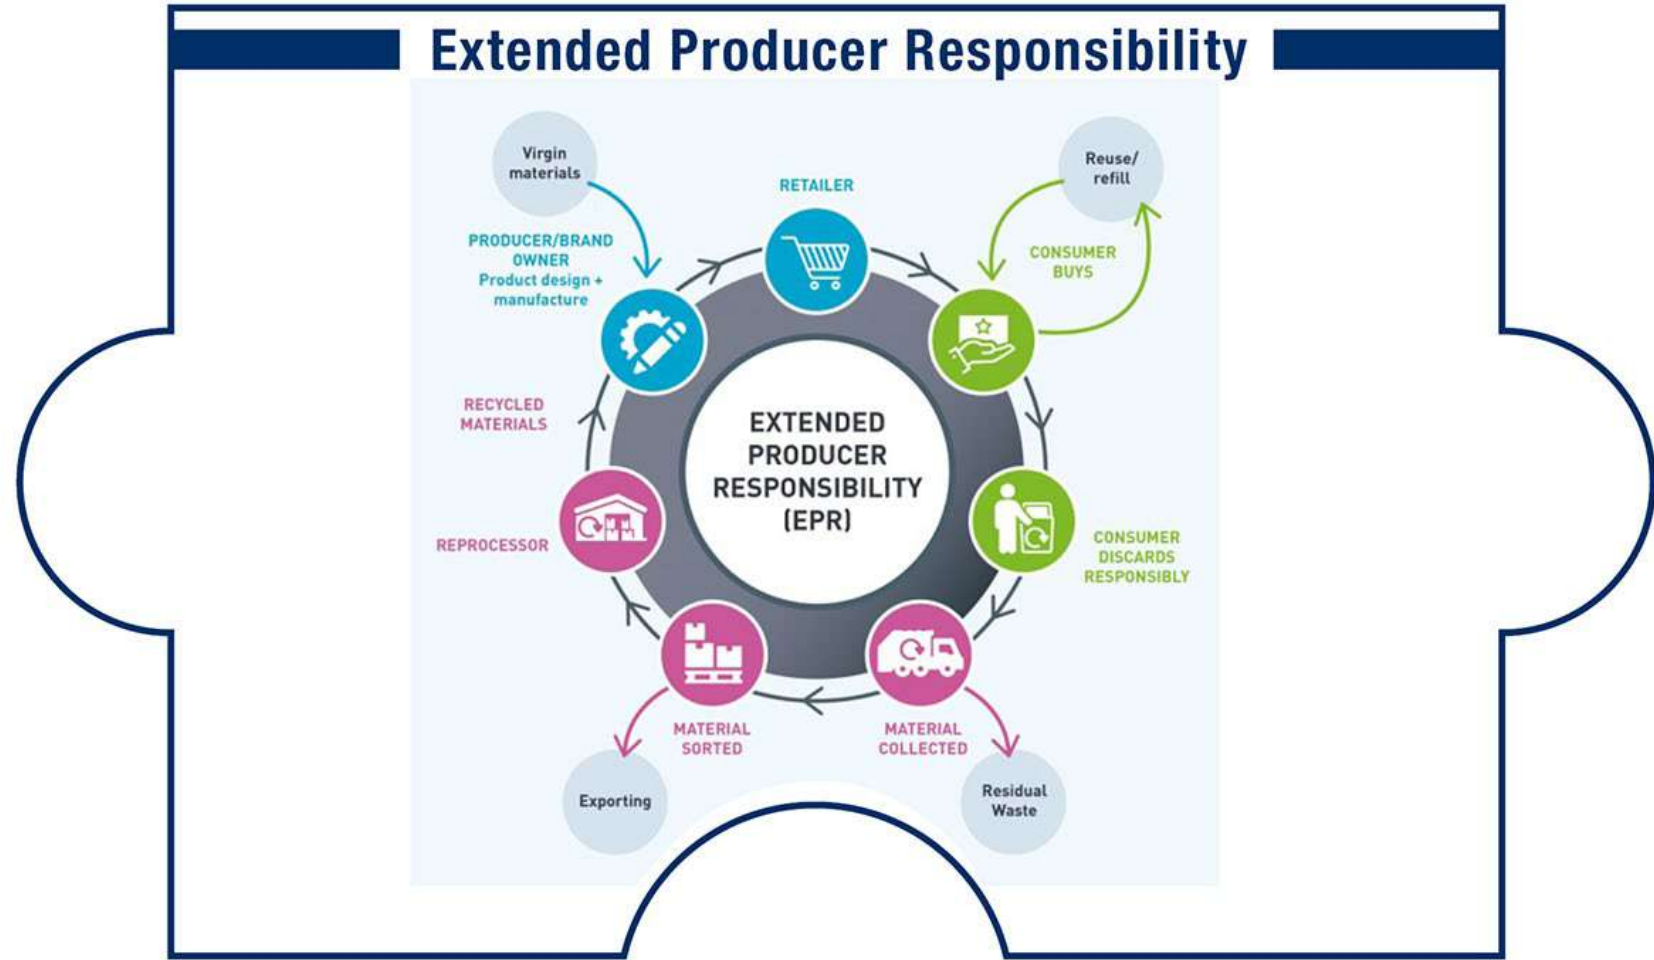 Extended Producer Responsibility
Virgin
materials
Reuse/
refill
RETAILER
PRODUCER/BRAND
OWNER
Product design +
manufacture
CONSUMER
BUYS
RECYCLED
MATERIALS
EXTENDED
PRODUCER
RESPONSIBILITY
(EPR)
REPROCESSOR
CONSUMER
DISCARDS
RESPONSIBLY
MATERIAL
SORTED
MATERIAL
COLLECTED
Exporting
Residual
Waste